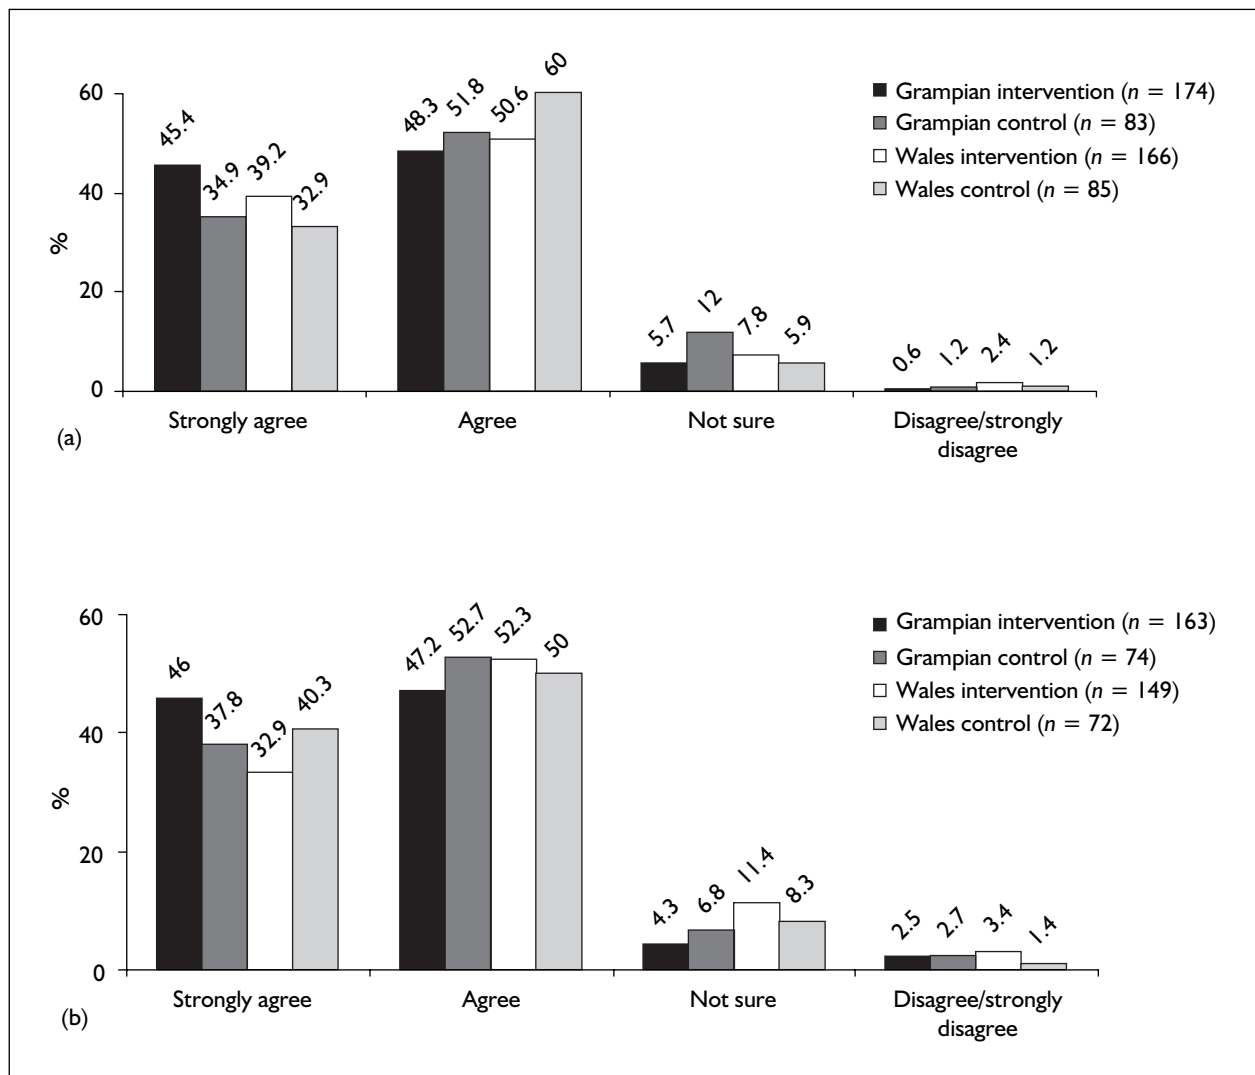 60
40
20
0
%
45.4
34.9
39.2
32.9
48.3
51.8
50.6
60
5.7
12
7.8
5.9
0.6
1.2
2.4
1.2
Grampian intervention (n = 174)
Grampian control (n = 83)
Wales intervention (n = 166)
Wales control (n = 85)
Strongly agree
Agree
Not sure
Disagree/strongly
disagree
(a)
60
40
20
0
%
46
37.8
32.9
40.3
47.2
52.7
52.3
50
4.3
6.8
11.4
8.3
2.5
2.7
3.4
1.4
Grampian intervention (n = 163)
Grampian control (n = 74)
Wales intervention (n = 149)
Wales control (n = 72)
Strongly agree
Agree
Not sure
Disagree/strongly
disagree
(b)